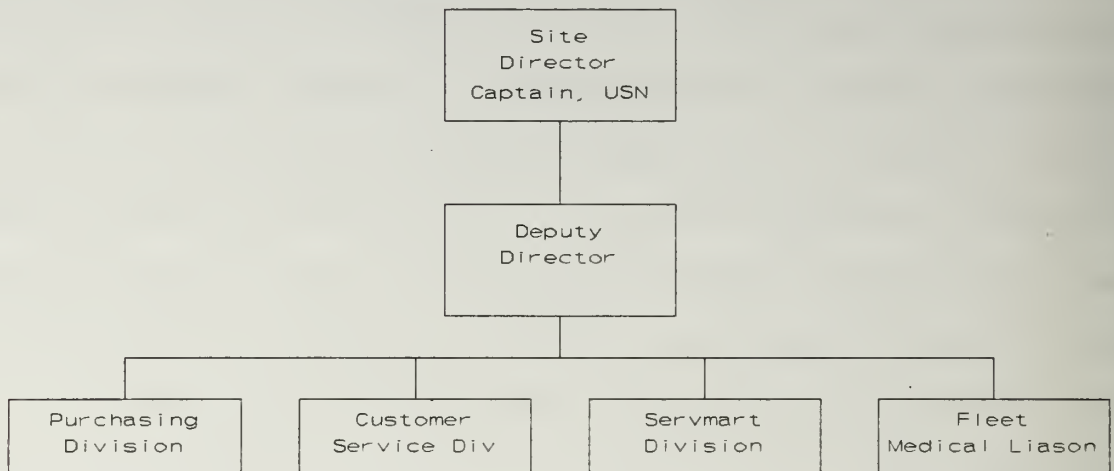 Site
Director
Captain, USN
Deputy
Director
Purchasing
Division
Customer
Service Div
Servmart
Division
Fleet
Medical Liason